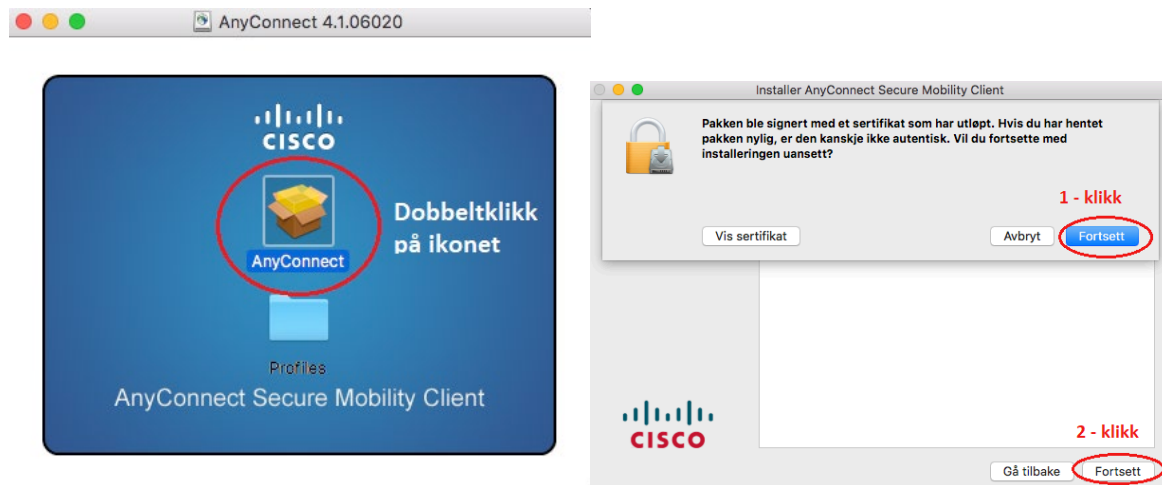 AnyConnect 4.1.06020
CISCO
Dobbeltklikk
på ikonet
AnyConnect
Profiles
AnyConnect Secure Mobility Client
Installer AnyConnect Secure Mobility Client
Pakken ble signert med et sertifikat som har utløpt. Hvis du har hentet
pakken nylig, er den kanskje ikke autentisk. Vil du fortsette med
installeringen uansett?
1 - klikk
Vis sertifikat
Avbryt
Fortsett
CISCO
2 - klikk
Gå tilbake
Fortsett